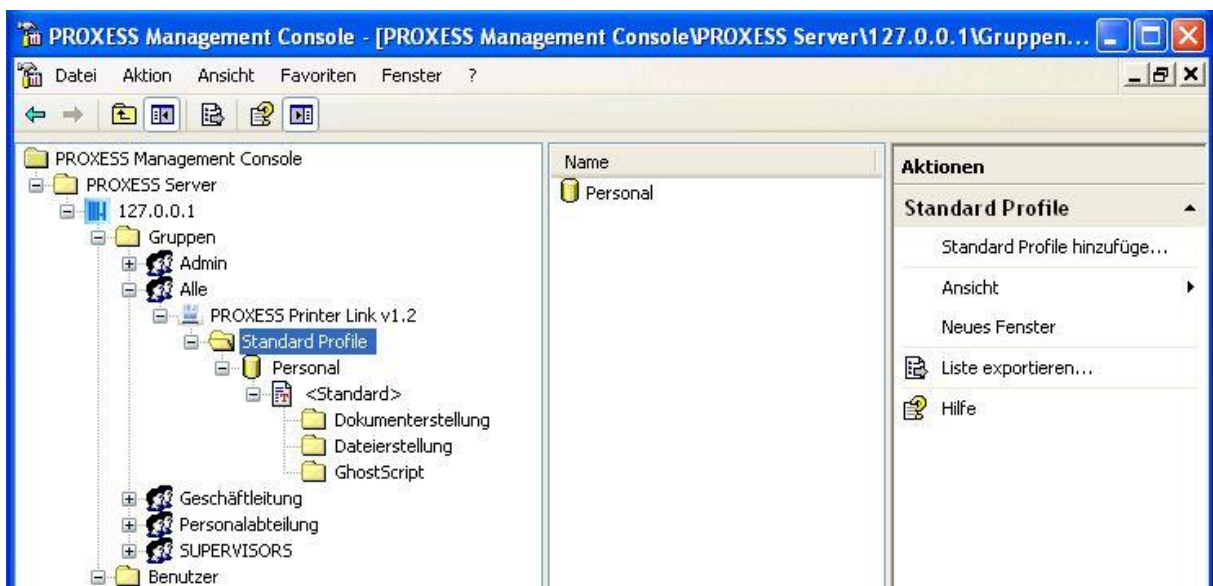 PROXESS Management Console - [PROXESS Management Console\PROXESS Server\127.0.0.1\Gruppen...
Datei Aktion Ansicht Favoriten Fenster ?
PROXESS Management Console
PROXESS Server
127.0.0.1
Gruppen
Admin
Alle
PROXESS Printer Link v1.2
Standard Profile
Personal
<Standard>
Dokumenterstellung
Dateierstellung
GhostScript
Geschäftleitung
Personalabteilung
SUPERVISORS
Benutzer
Name
Personal
Aktionen
Standard Profile
Standard Profile hinzufüge...
Ansicht
Neues Fenster
Liste exportieren...
Hilfe